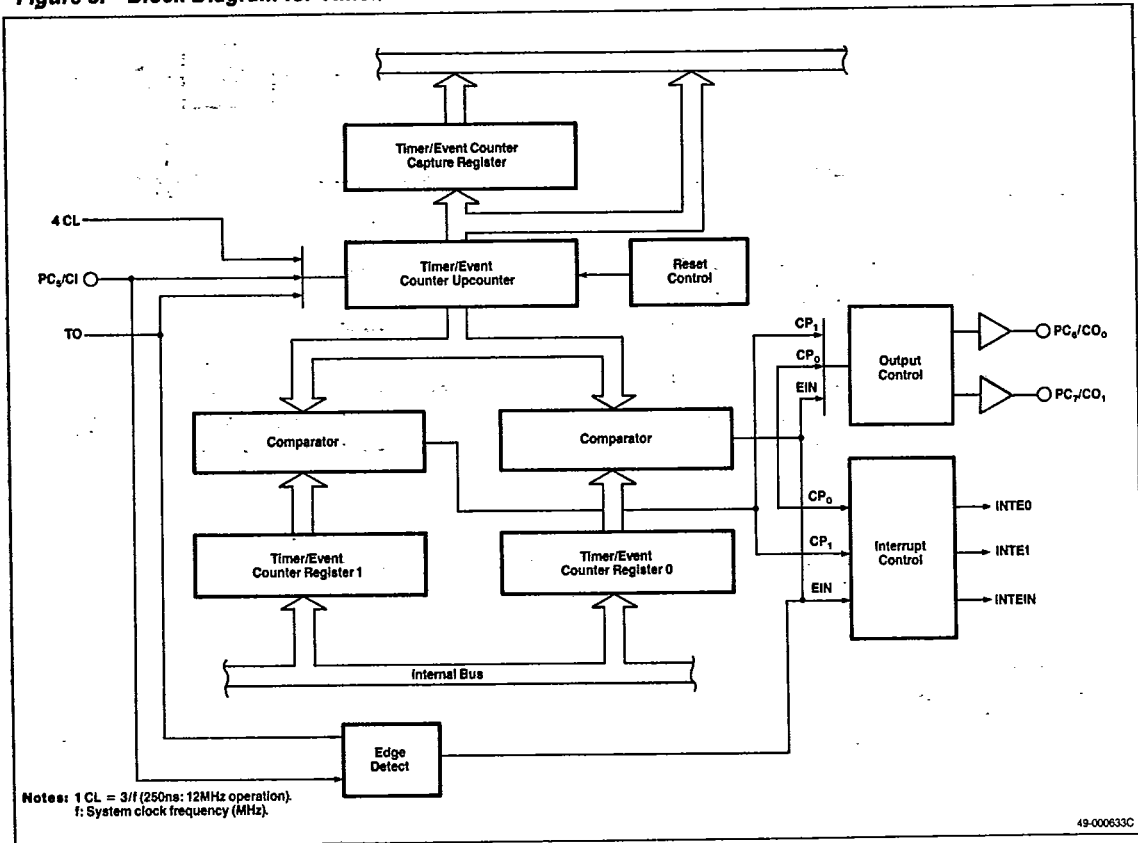 Figure 8. Block Diagram for Timer
Timer/Event Counter
Capture Register
4 CL
PC₅/CI
TO
Timer/Event
Counter Upcounter
Reset
Control
CP₁
CP₀
EIN
Output
Control
PC₆/CO₀
PC₇/CO₁
Comparator
Comparator
Timer/Event
Counter Register 1
Timer/Event
Counter Register 0
CP₀
CP₁
EIN
Interrupt
Control
INTE0
INTE1
INTEIN
Internal Bus
Edge
Detect
Notes: 1 CL = 3/f (250ns: 12MHz operation).
f: System clock frequency (MHz).
49-000633C